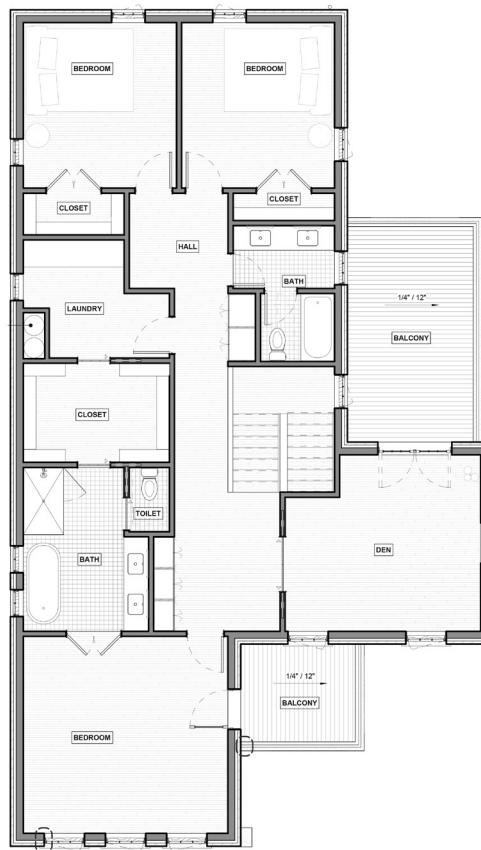 BEDROOM
BEDROOM
CLOSET
CLOSET
HALL
BATH
LAUNDRY
1/4" / 12"
BALCONY
CLOSET
TOILET
BATH
DEN
1/4" / 12"
BALCONY
BEDROOM